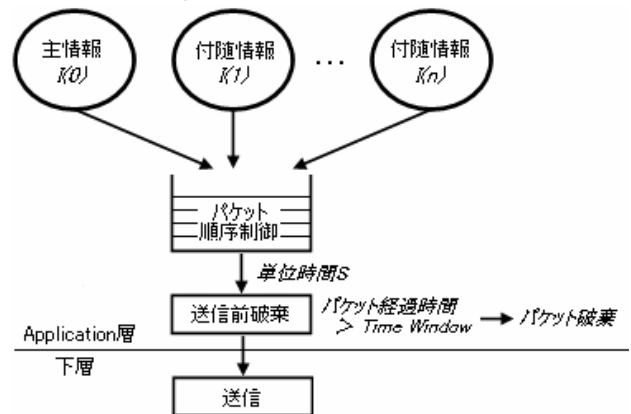 主情報
I(0)
付随情報
I(1)
...
付随情報
I(n)
パケット
順序制御
単位時間S
送信前破棄
パケット経過時間
> Time Window
パケット破棄
Application層
下層
送信